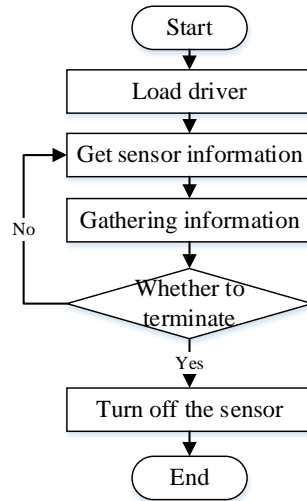 Start
Load driver
Get sensor information
Gathering information
No
Whether to
terminate
Yes
Turn off the sensor
End